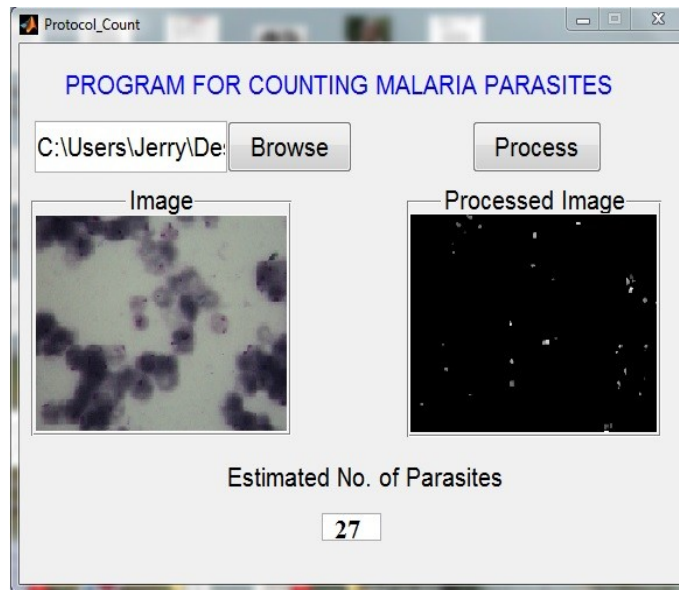 Protocol_Count
PROGRAM FOR COUNTING MALARIA PARASITES
C:\Users\Jerry\De Browse Process
Image Processed Image
Estimated No. of Parasites
27